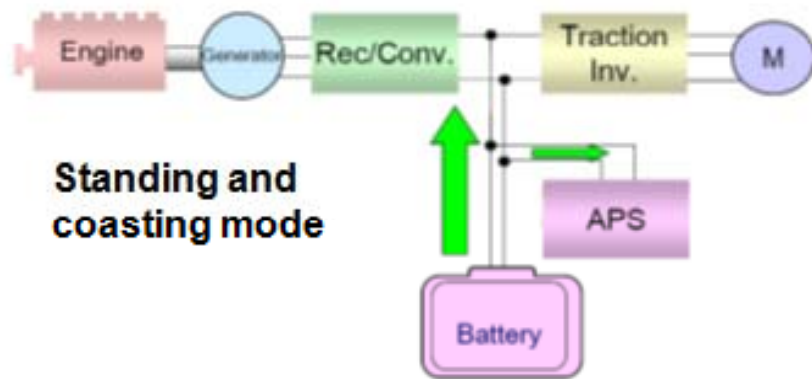 Engine
Generator
Rec/Conv.
Traction
Inv.
M
Standing and
coasting mode
APS
Battery